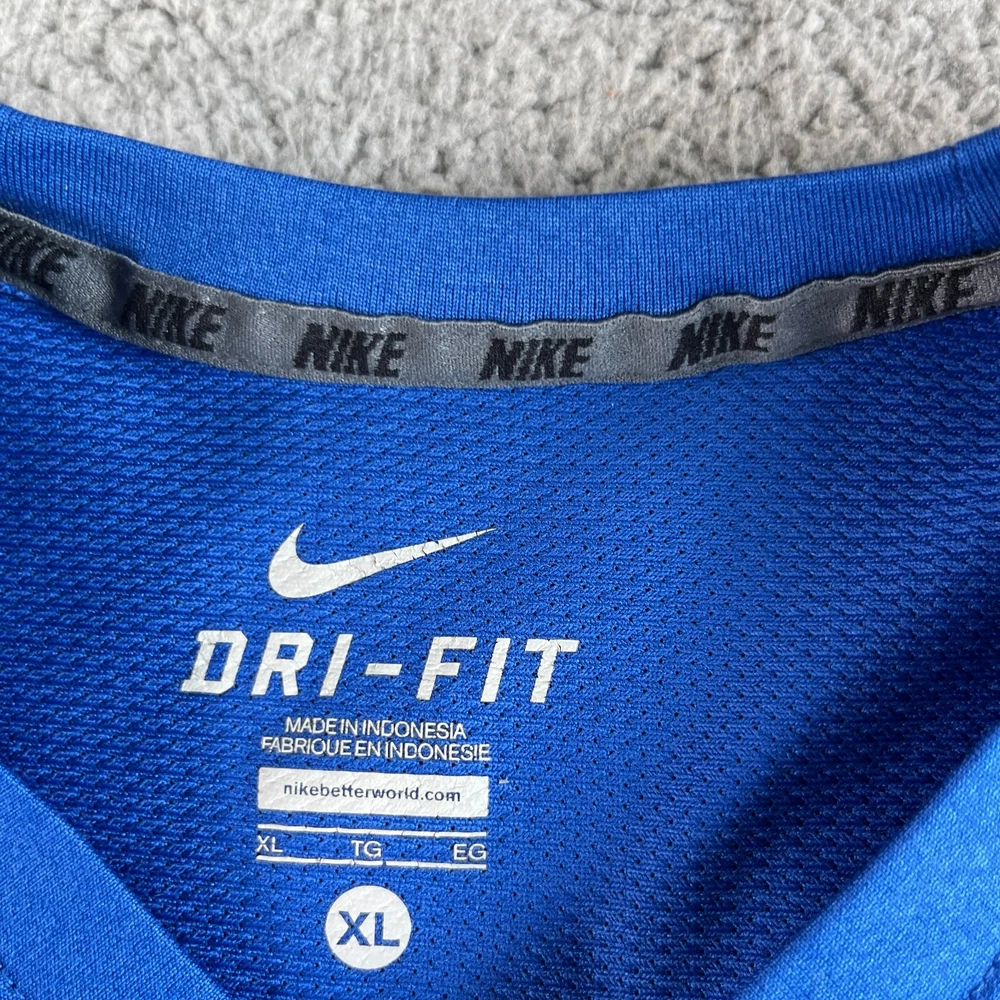 NIKE NIKE NIKE NIKE NIKE NIKE
DRI-FIT
MADE IN INDONESIA
FABRIQUE EN INDONESIE
nikebetterworld.com
XL TG EG
XL